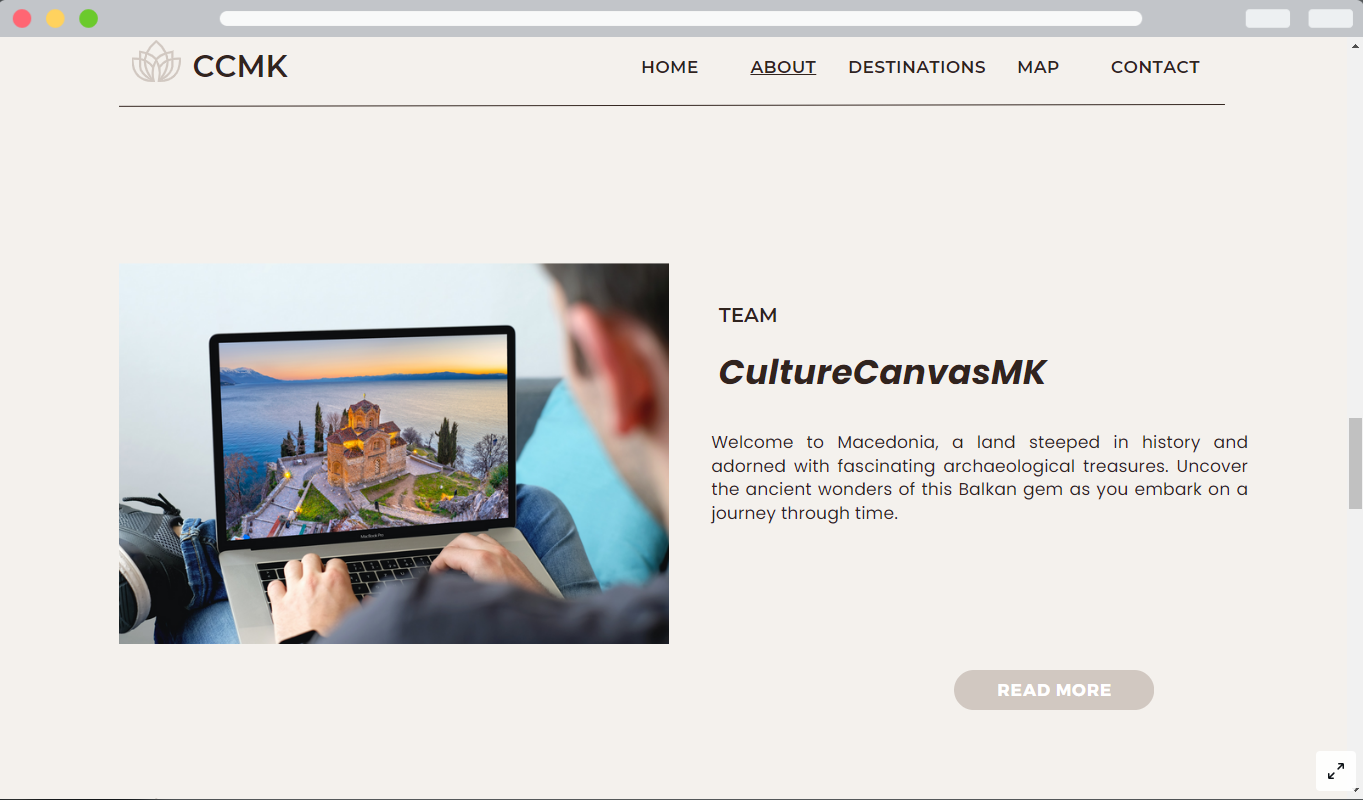 CCMK
HOME ABOUT DESTINATIONS MAP CONTACT
TEAM
CultureCanvasMK
Welcome to Macedonia, a land steeped in history and
adorned with fascinating archaeological treasures. Uncover
the ancient wonders of this Balkan gem as you embark on a
journey through time.
MacBook Pro
READ MORE